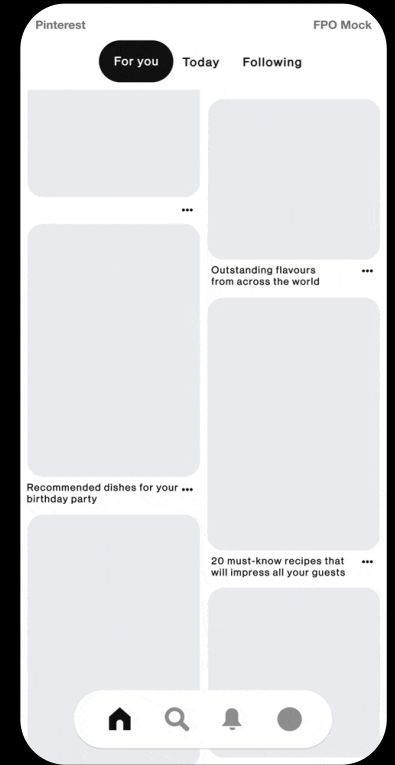 Pinterest
FPO Mock
For you
Today
Following
Outstanding flavours
from across the world
Recommended dishes for your
birthday party
20 must-know recipes that
will impress all your guests